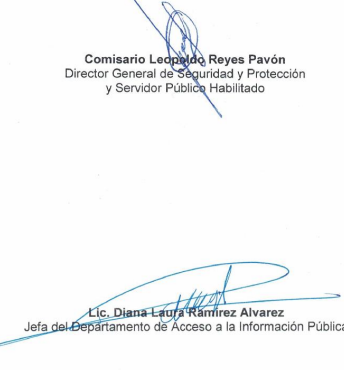 Comisario Leopoldo Reyes Pavón
Director General de Seguridad y Protección
y Servidor Público Habilitado
Lic. Diana Laura Ramírez Alvarez
Jefa del Departamento de Acceso a la Información Pública